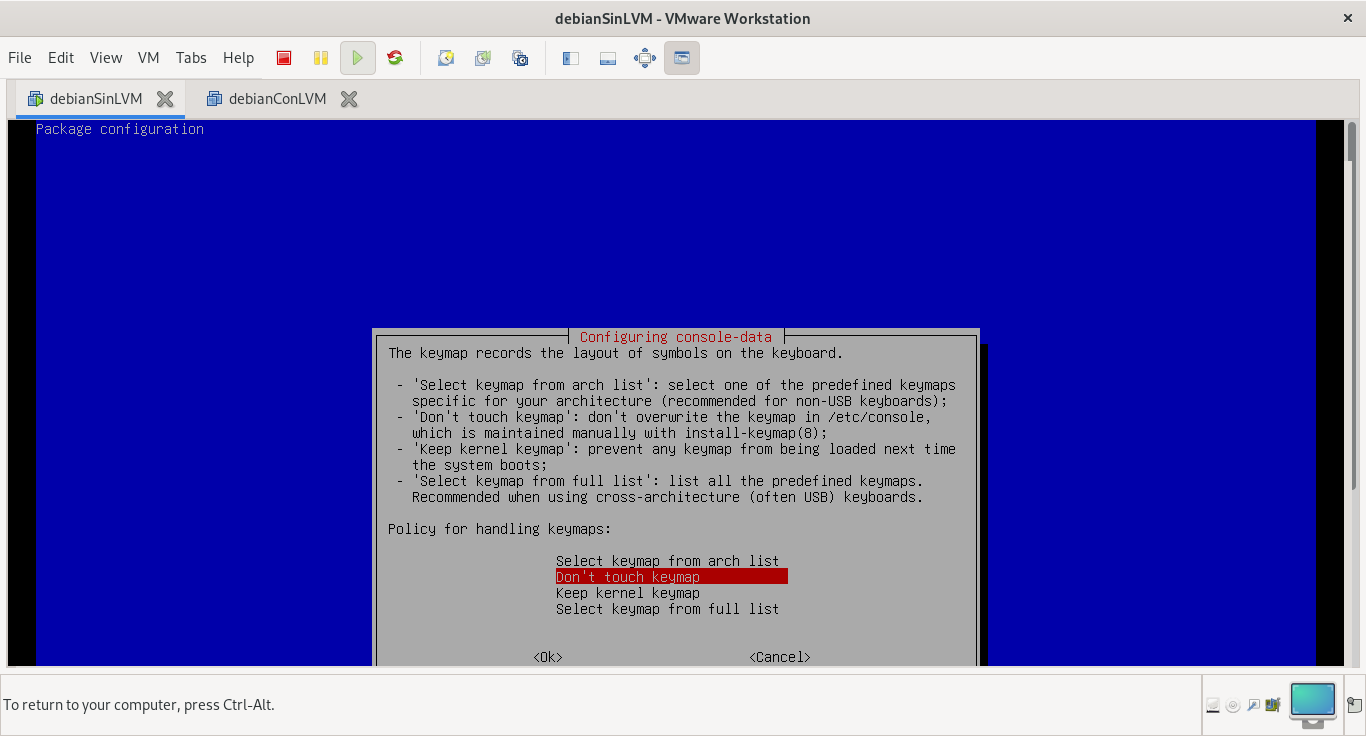 debianSinLVM - VMware Workstation
File Edit View VM Tabs Help
debianSinLVM debianConLVM
Package configuration
Configuring console-data
The keymap records the layout of symbols on the keyboard.
- 'Select keymap from arch list': select one of the predefined keymaps
specific for your architecture (recommended for non-USB keyboards);
- 'Don't touch keymap': don't overwrite the keymap in /etc/console,
which is maintained manually with install-keymap(8);
- 'Keep kernel keymap': prevent any keymap from being loaded next time
the system boots;
- 'Select keymap from full list': list all the predefined keymaps.
Recommended when using cross-architecture (often USB) keyboards.
Policy for handling keymaps:
Select keymap from arch list
Don't touch keymap
Keep kernel keymap
Select keymap from full list
<Ok> <Cancel>
To return to your computer, press Ctrl-Alt.